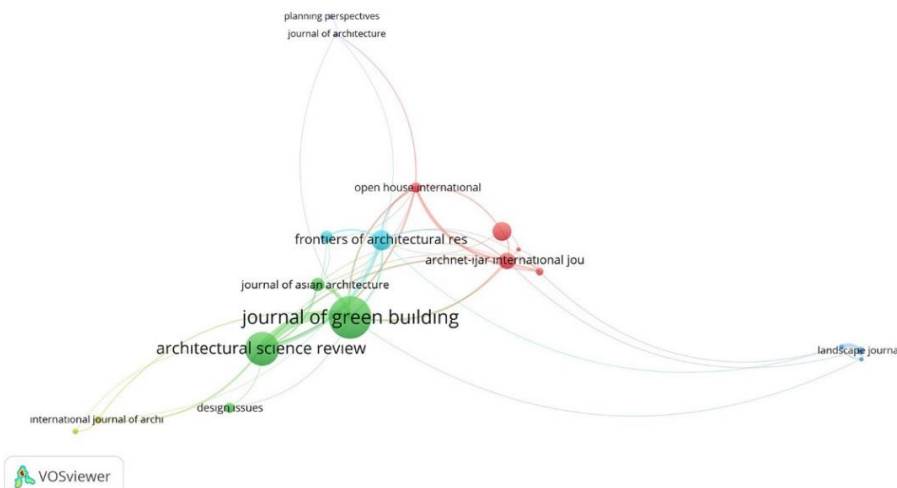 planning perspectives
journal of architecture
open house international
frontiers of architectural res
archnet-ijar international jou
journal of asian architecture
journal of green building
architectural science review
landscape journa
design issues
international journal of archi
VOSviewer